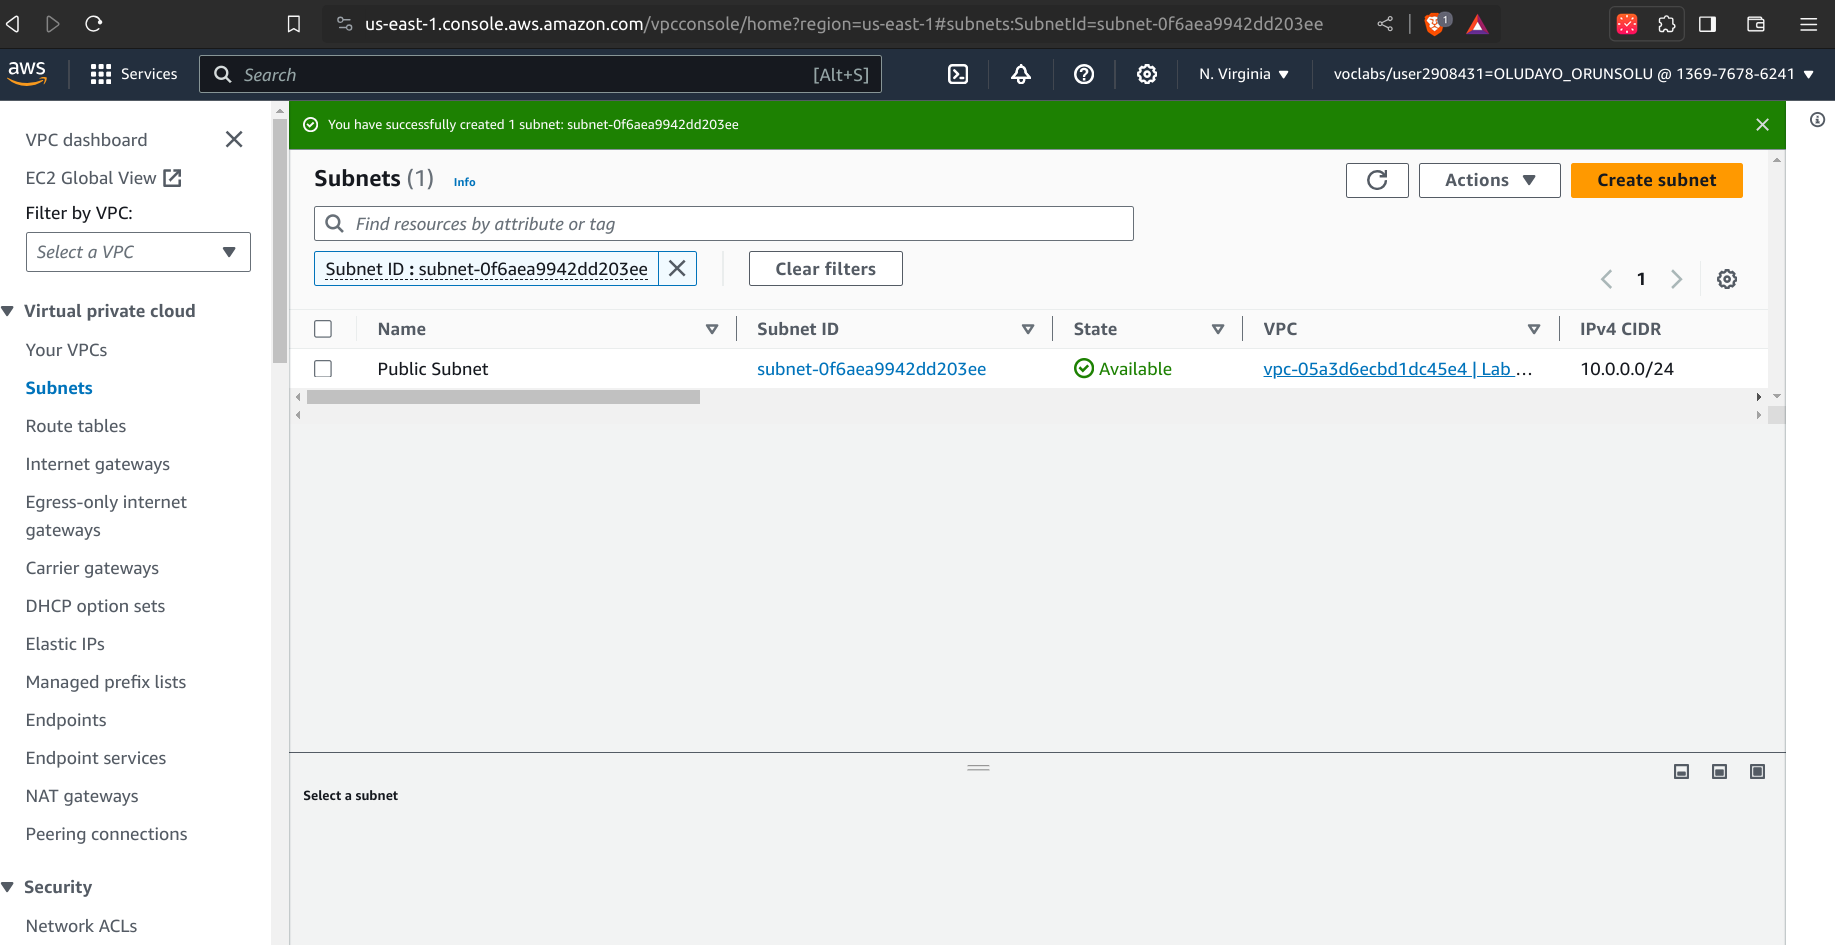 us-east-1.console.aws.amazon.com/vpcconsole/home?region=us-east-1#subnets:SubnetId=subnet-0f6aea9942dd203ee
1
aws
Services
Search
[Alt+S]
N. Virginia
voclabs/user2908431=OLUDAYO_ORUNSOLU @ 1369-7678-6241
VPC dashboard
EC2 Global View
Filter by VPC:
Select a VPC
Virtual private cloud
Your VPCs
Subnets
Route tables
Internet gateways
Egress-only internet
gateways
Carrier gateways
DHCP option sets
Elastic IPs
Managed prefix lists
Endpoints
Endpoint services
NAT gateways
Peering connections
Security
Network ACLs
You have successfully created 1 subnet: subnet-0f6aea9942dd203ee
Subnets (1) Info
Actions
Create subnet
Find resources by attribute or tag
Subnet ID : subnet-0f6aea9942dd203ee
Clear filters
1
Name Subnet ID State VPC IPv4 CIDR
Public Subnet subnet-0f6aea9942dd203ee Available vpc-05a3d6ecbd1dc45e4 | Lab ... 10.0.0.0/24
Select a subnet